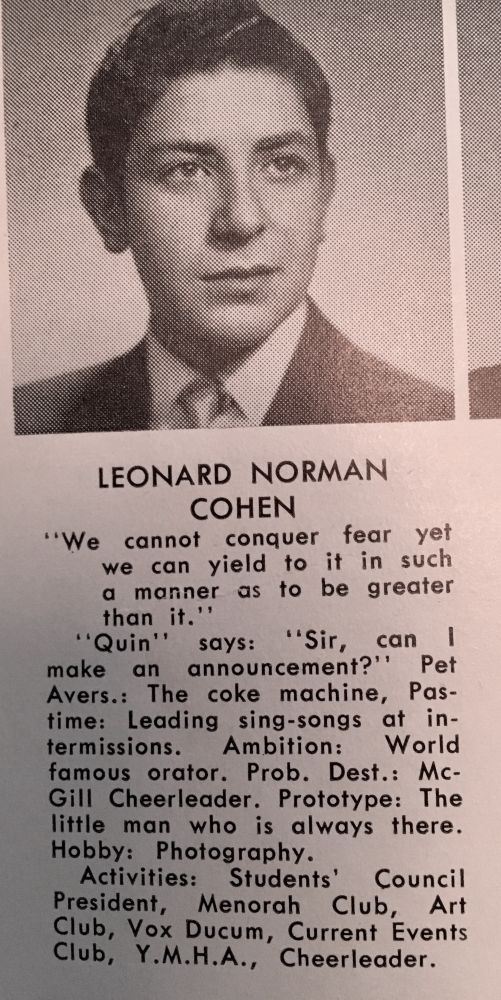 LEONARD NORMAN
COHEN
"We cannot conquer fear yet
we can yield to it in such
a manner as to be greater
than it."
"Quin" says: "Sir, can I
make an announcement?" Pet
Avers.: The coke machine, Pas-
time: Leading sing-songs at in-
termissions. Ambition: World
famous orator. Prob. Dest.: Mc-
Gill Cheerleader. Prototype: The
little man who is always there.
Hobby: Photography.
Activities: Students' Council
President, Menorah Club, Art
Club, Vox Ducum, Current Events
Club, Y.M.H.A., Cheerleader.